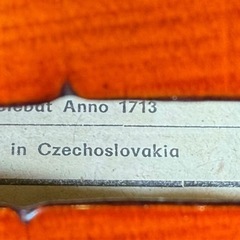 Anno 1713
in Czechoslovakia